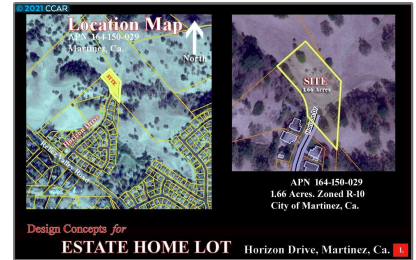 © 2021 CCAR
Location Map
APN 164-150-029
Martinez, Ca.
North
SITE
Horizon Drive
SITE
1.66 Acres
APN 164-150-029
1.66 Acres. Zoned R-10
City of Martinez, Ca.
Design Concepts for
ESTATE HOME LOT Horizon Drive, Martinez, Ca. 1.